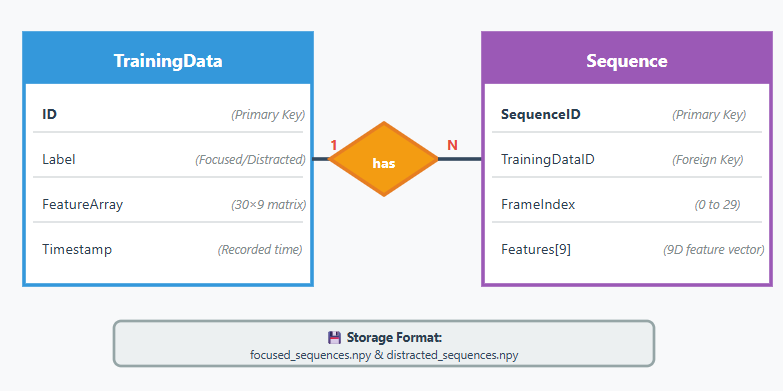 TrainingData
ID (Primary Key)
Label (Focused/Distracted)
FeatureArray (30×9 matrix)
Timestamp (Recorded time)
1
has
N
Sequence
SequenceID (Primary Key)
TrainingDataID (Foreign Key)
FrameIndex (0 to 29)
Features[9] (9D feature vector)
💾 Storage Format:
focused_sequences.npy & distracted_sequences.npy